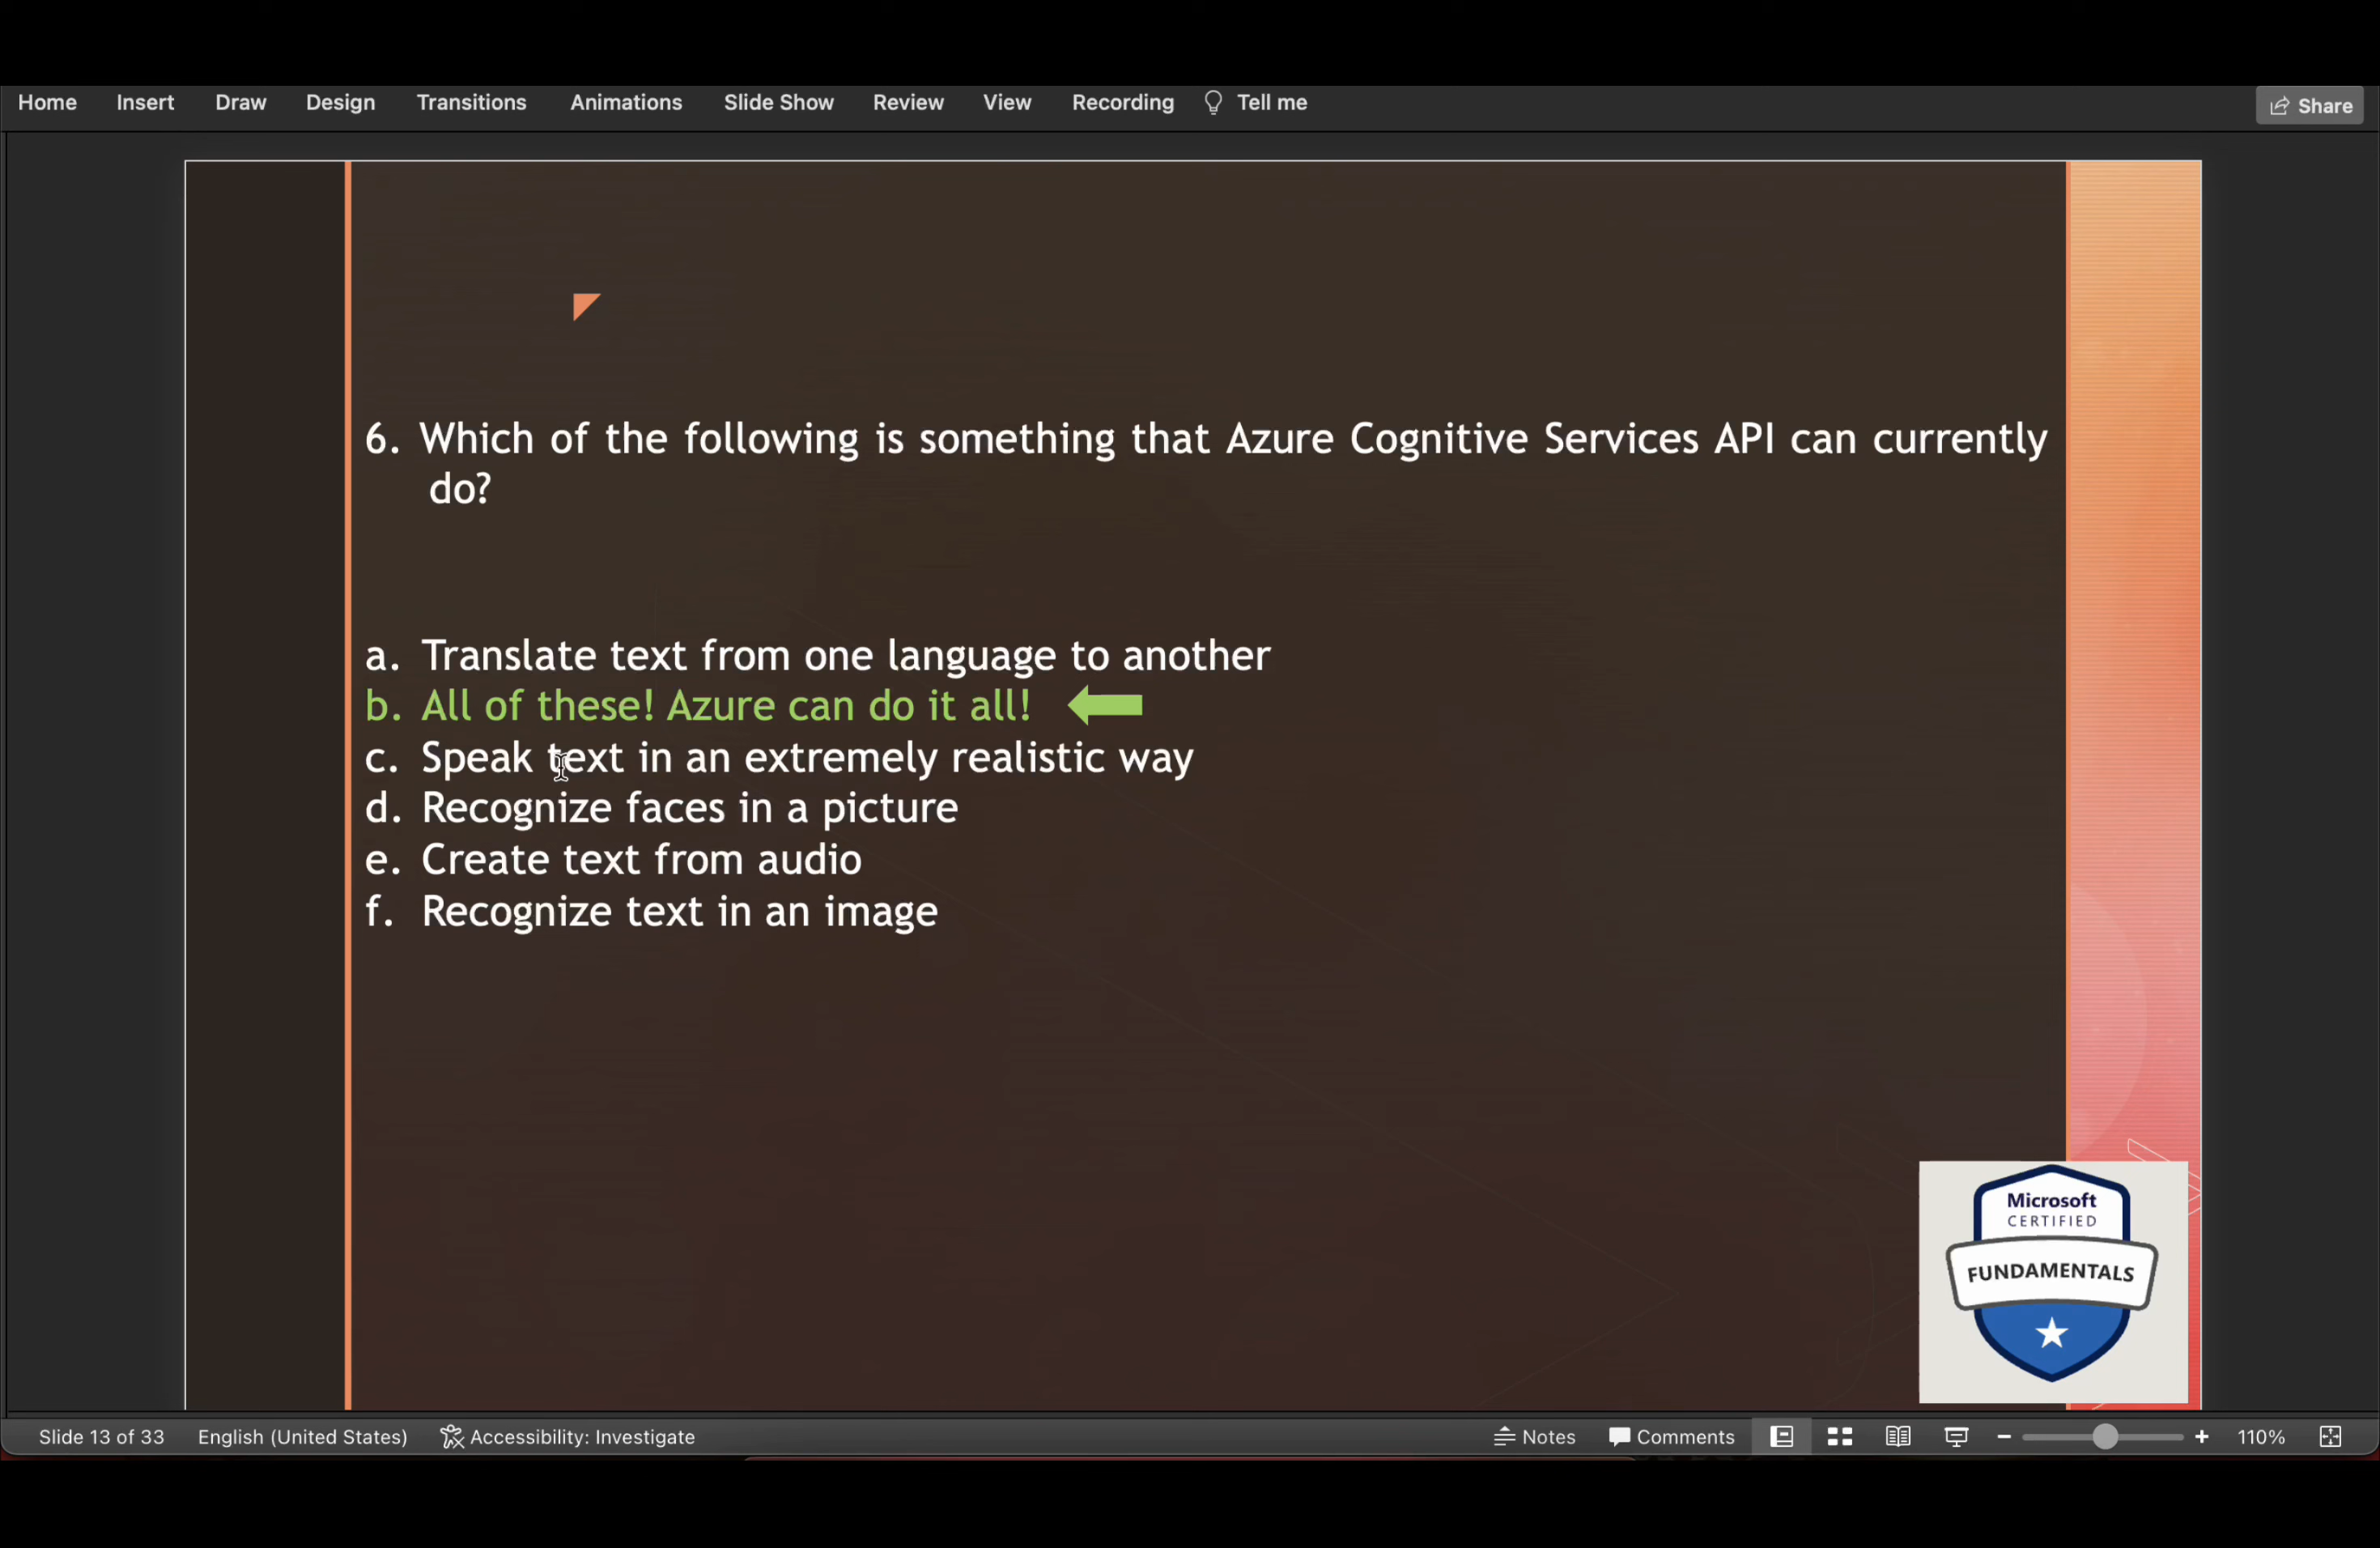 Home Insert Draw Design Transitions Animations Slide Show Review View Recording Tell me Share
6. Which of the following is something that Azure Cognitive Services API can currently
do?
a. Translate text from one language to another
b. All of these! Azure can do it all!
c. Speak text in an extremely realistic way
d. Recognize faces in a picture
e. Create text from audio
f. Recognize text in an image
Microsoft
CERTIFIED
FUNDAMENTALS
Slide 13 of 33 English (United States) Accessibility: Investigate Notes Comments 110%